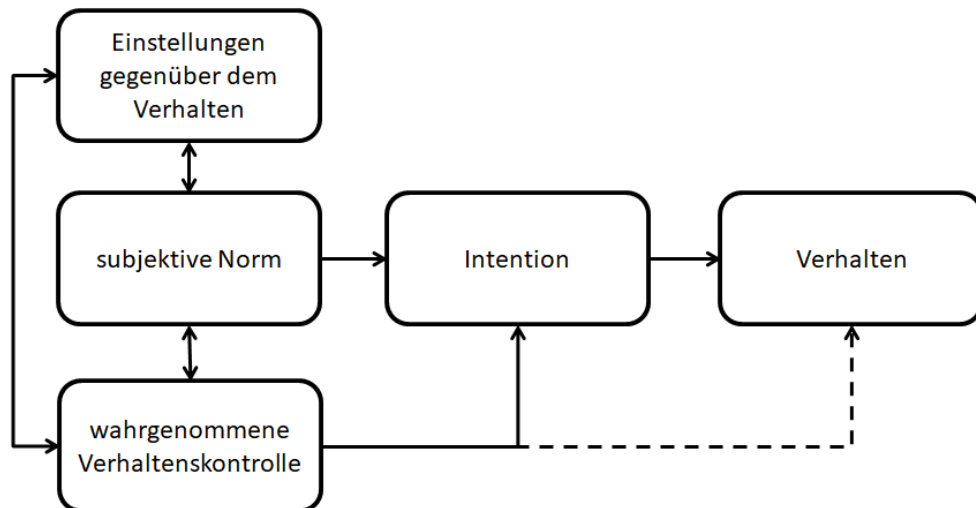 Einstellungen
gegenüber dem
Verhalten
subjektive Norm
Intention
Verhalten
wahrgenommene
Verhaltenskontrolle